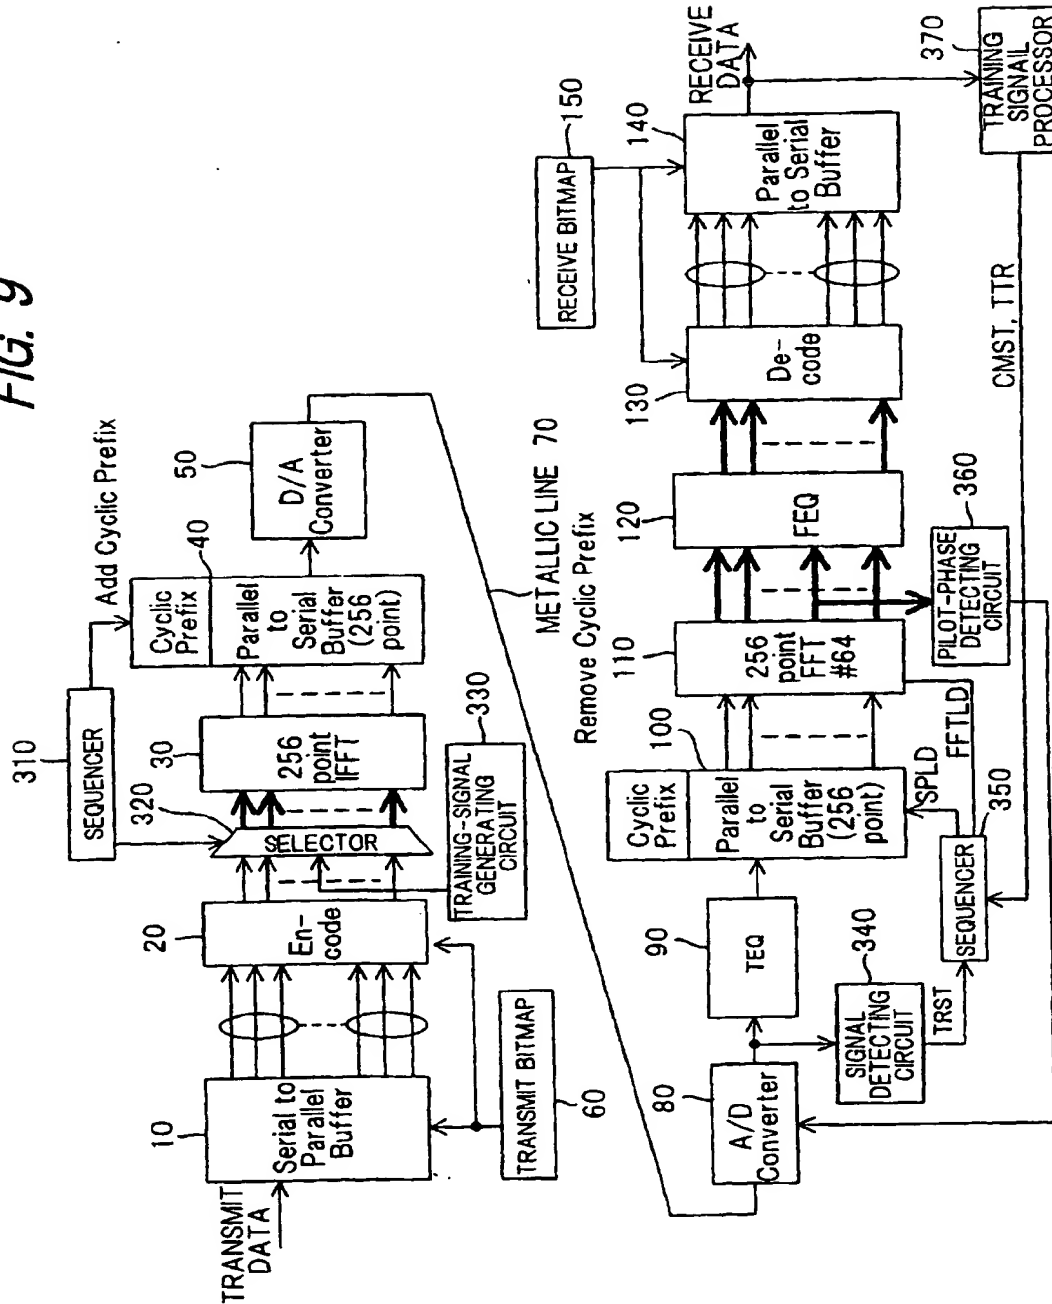 FIG. 9
TRANSMIT
DATA
10
Serial to
Parallel
Buffer
TRANSMIT BITMAP
60
20
En-
code
310
SEQUENCER
320
SELECTOR
TRAINING-SIGNAL
GENERATING
CIRCUIT
330
30
256
point
IFFT
Add Cyclic Prefix
Cyclic
Prefix
40
Parallel
to
Serial
Buffer
(256
point)
50
D/A
Converter
METALLIC LINE 70
Remove Cyclic Prefix
80
A/D
Converter
SIGNAL
DETECTING
CIRCUIT
340
TRST
90
TEQ
SEQUENCER
350
SPLD
FFTLD
Cyclic
Prefix
100
Parallel
to
Serial
Buffer
(256
point)
110
256
point
FFT
#64
PILOT-PHASE
DETECTING
CIRCUIT
360
120
FEQ
130
De-
code
RECEIVE BITMAP
150
140
Parallel
to Serial
Buffer
RECEIVE
DATA
CMST, TTR
TRAINING
SIGNAIL
PROCESSOR
370